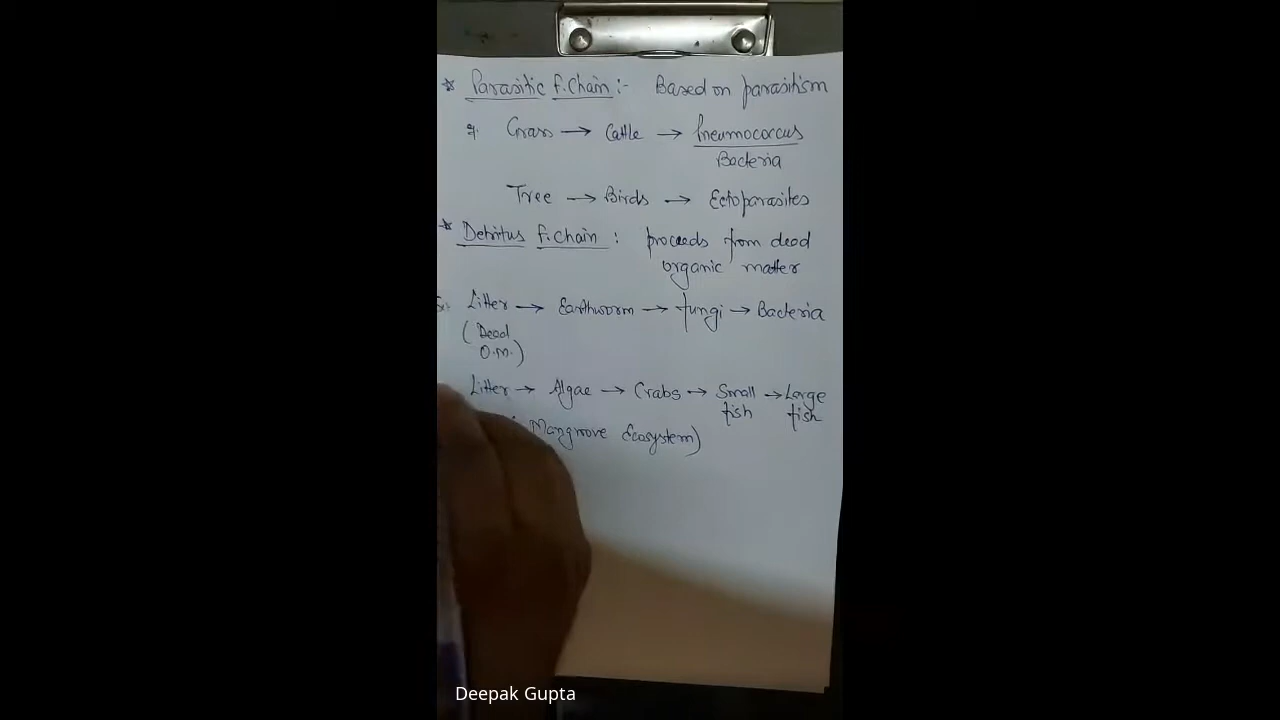 * Parasitic f. Chain :- Based on parasitism
Grass → Cattle → Pneumococcus
Bacteria
Tree → Birds → Ectoparasites
* Detritus f. Chain : proceeds from dead
organic matter
Litter → Earthworm → fungi → Bacteria
(Dead
O.M.)
Litter → Algae → Crabs → Small → Large
fish fish
Mangrove Ecosystem)
Deepak Gupta